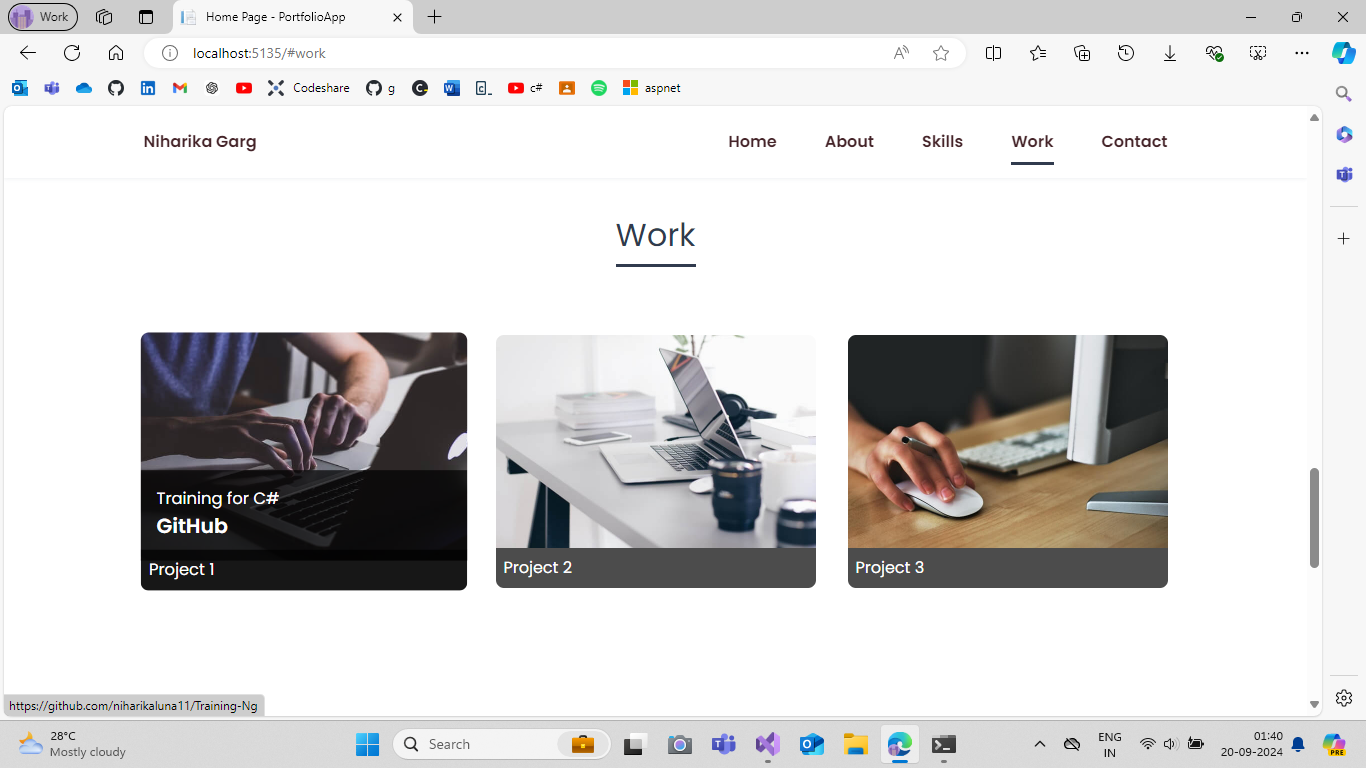 Work
Home Page - PortfolioApp
localhost:5135/#work
Codeshare
g
c#
aspnet
Niharika Garg
Home
About
Skills
Work
Contact
Work
Training for C#
GitHub
Project 1
Project 2
Project 3
https://github.com/niharikaluna11/Training-Ng
28°C
Mostly cloudy
Search
ENG
IN
01:40
20-09-2024
PRE